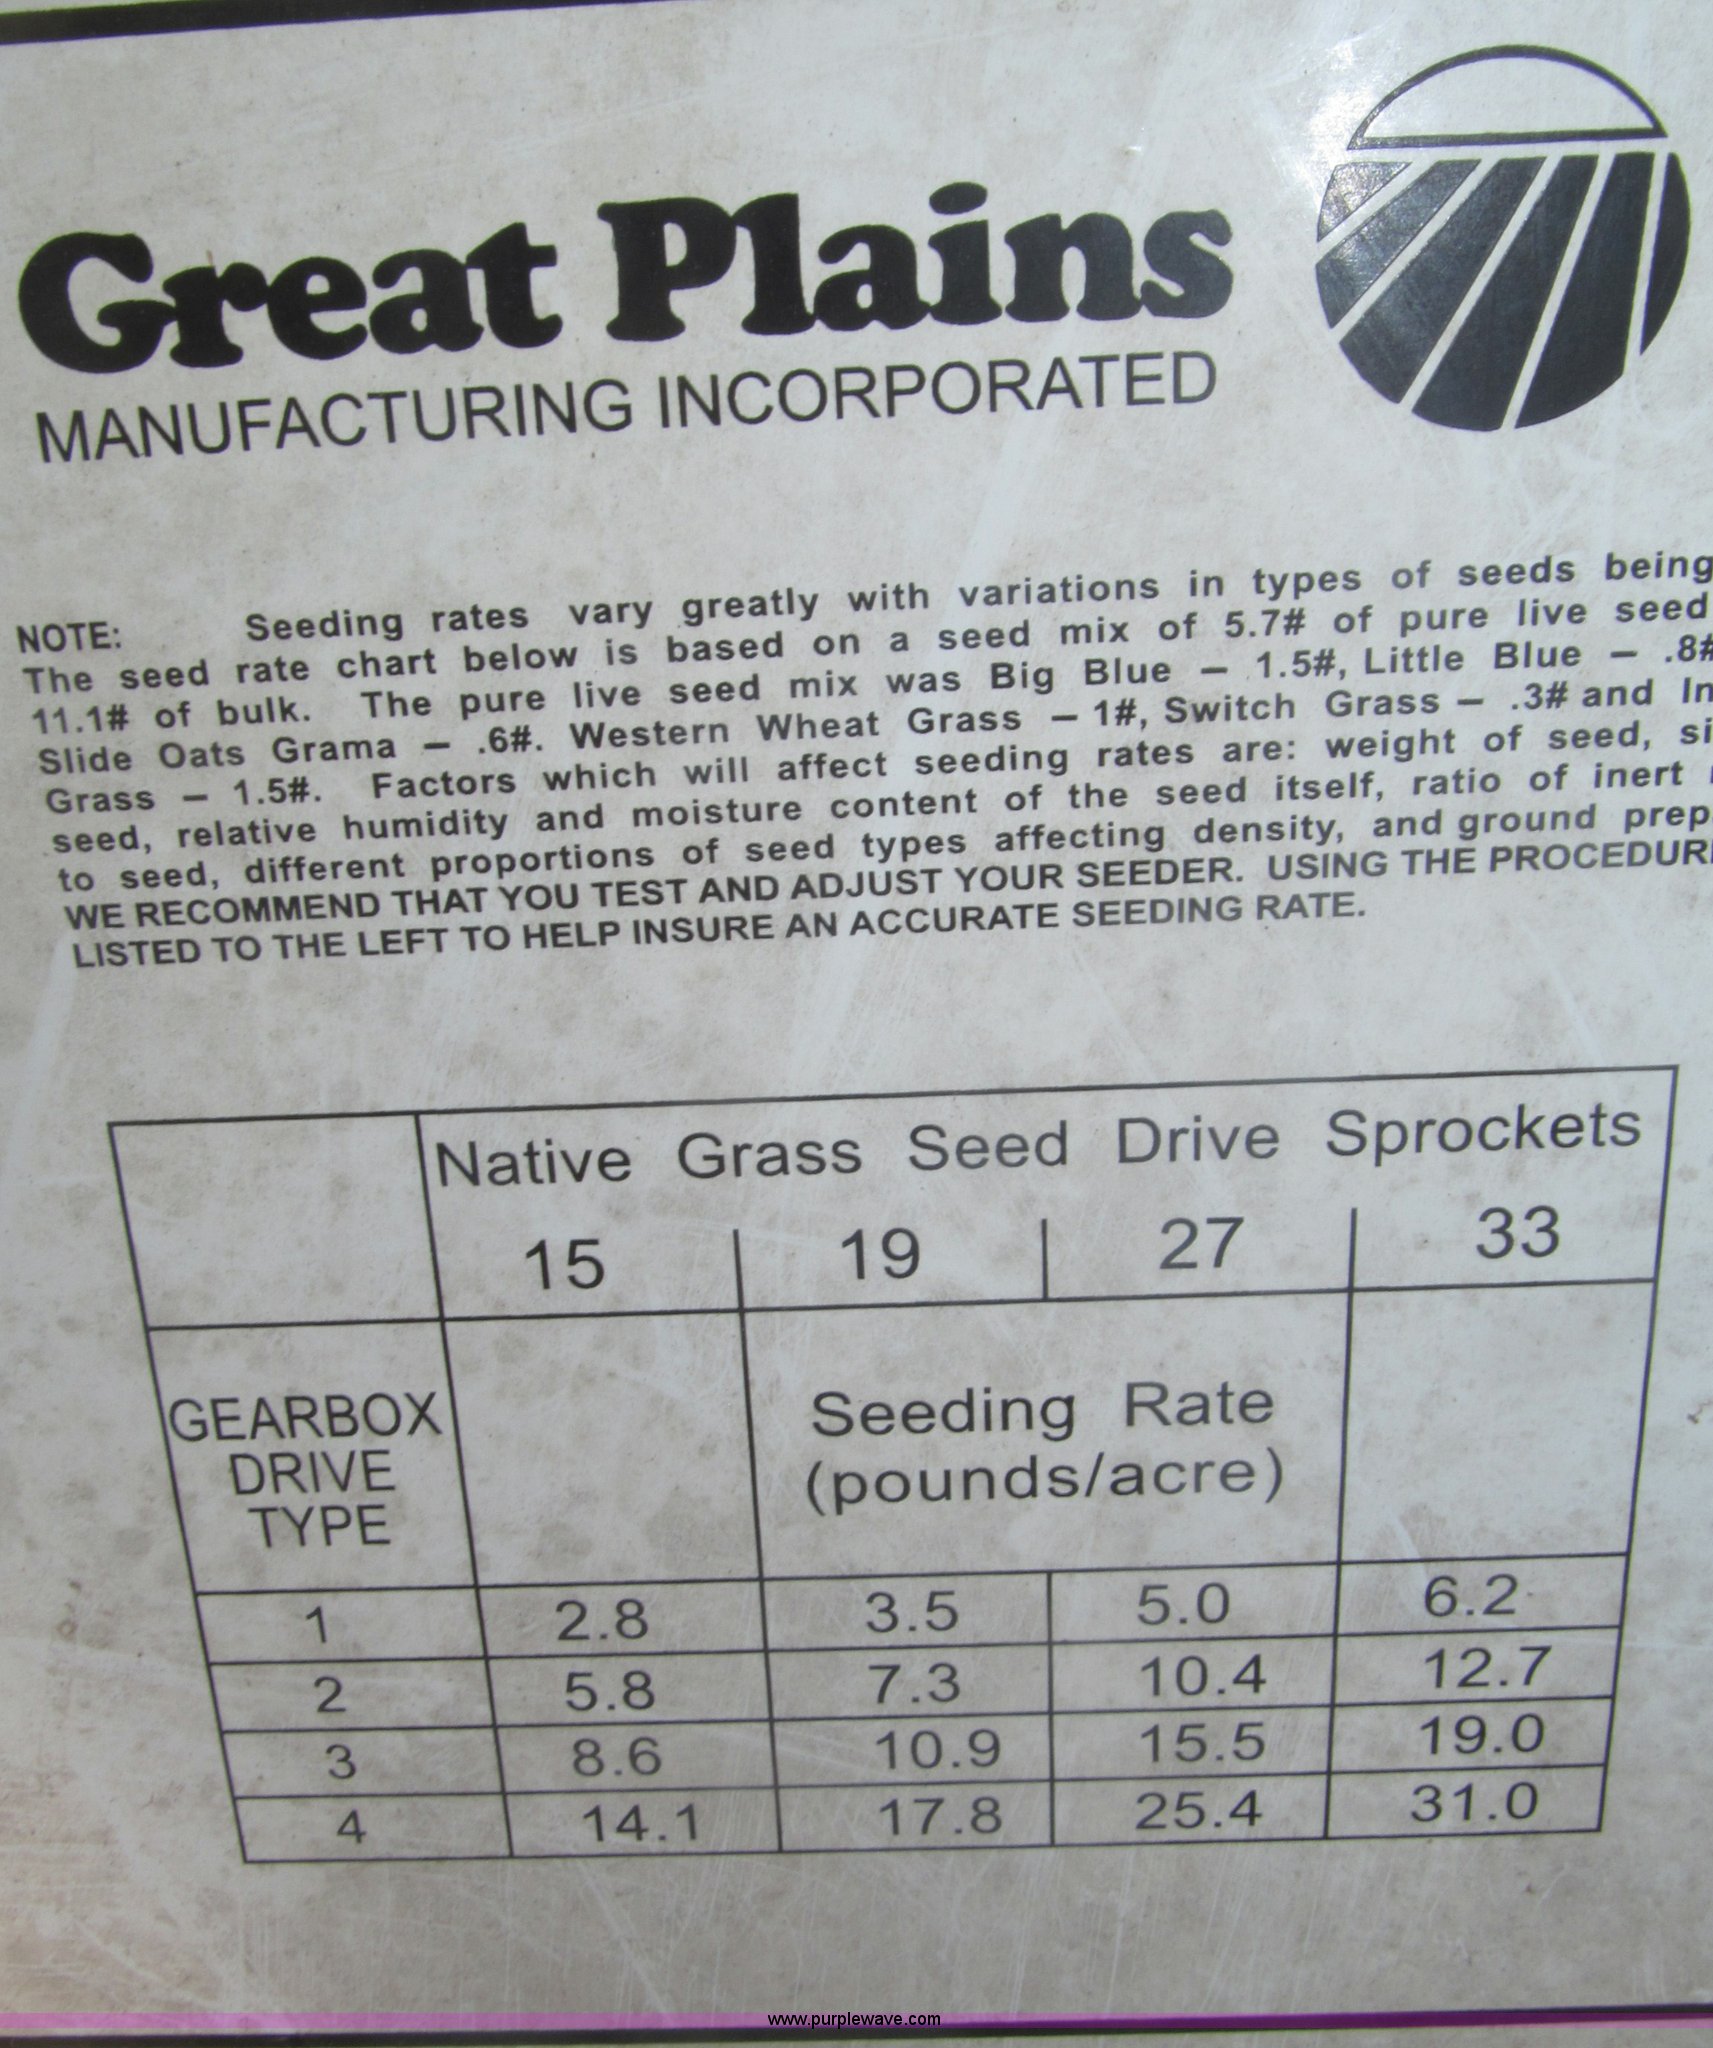 Great Plains
MANUFACTURING INCORPORATED
NOTE: Seeding rates vary greatly with variations in types of seeds being
The seed rate chart below is based on a seed mix of 5.7# of pure live seed
11.1# of bulk. The pure live seed mix was Big Blue – 1.5#, Little Blue – .8#
Slide Oats Grama – .6#. Western Wheat Grass – 1#, Switch Grass – .3# and In
Grass – 1.5#. Factors which will affect seeding rates are: weight of seed, si
seed, relative humidity and moisture content of the seed itself, ratio of inert
to seed, different proportions of seed types affecting density, and ground prep
WE RECOMMEND THAT YOU TEST AND ADJUST YOUR SEEDER. USING THE PROCEDUR
LISTED TO THE LEFT TO HELP INSURE AN ACCURATE SEEDING RATE.
Native Grass Seed Drive Sprockets
15 19 27 33
GEARBOX
DRIVE
TYPE
Seeding Rate
(pounds/acre)
1 2.8 3.5 5.0 6.2
2 5.8 7.3 10.4 12.7
3 8.6 10.9 15.5 19.0
4 14.1 17.8 25.4 31.0
www.purplewave.com